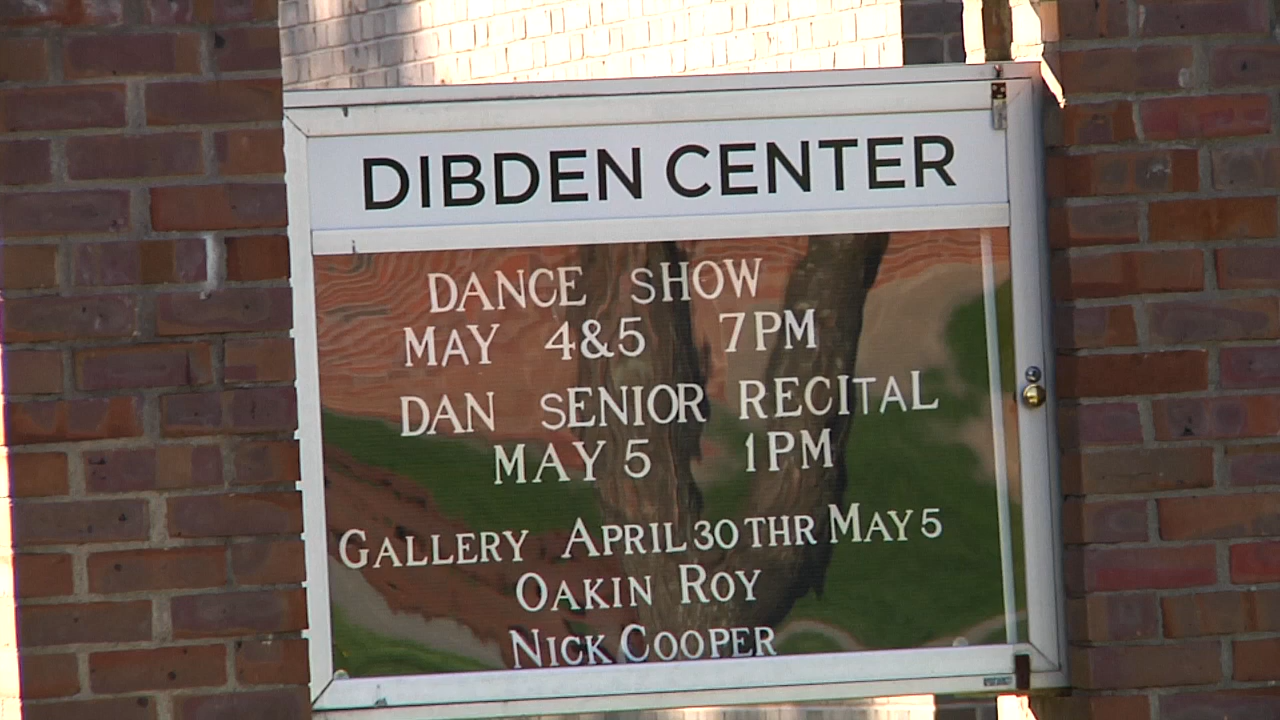 DIBDEN CENTER
DANCE SHOW
MAY 4&5 7PM
DAN SENIOR RECITAL
MAY 5 1PM
GALLERY APRIL 30 THR MAY 5
OAKIN ROY
NICK COOPER